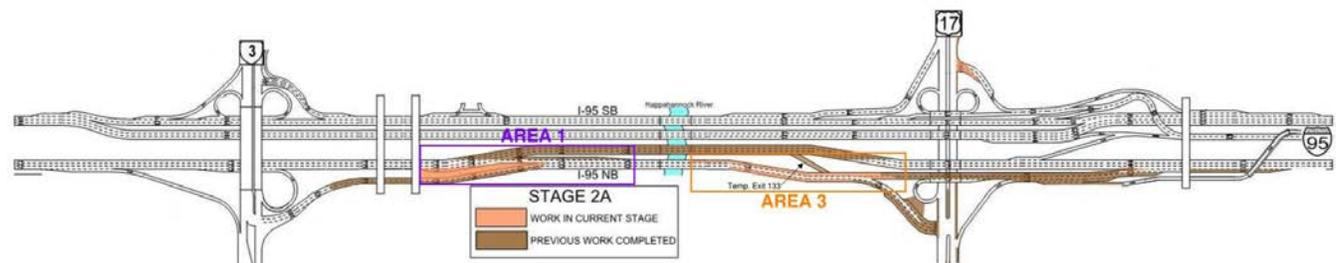 17
3
Rappahannock River
I-95 SB
AREA 1
95
I-95 NB
Temp. Exit 133
STAGE 2A
AREA 3
WORK IN CURRENT STAGE
PREVIOUS WORK COMPLETED